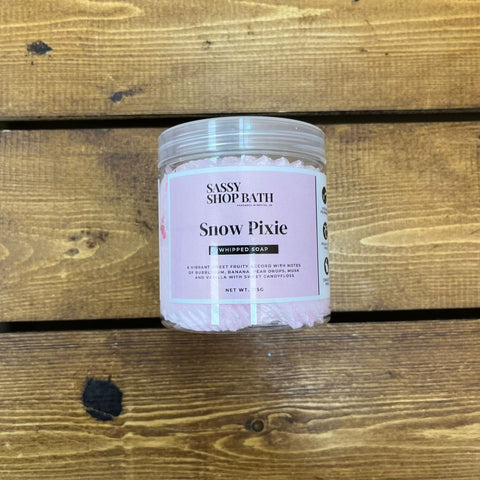 SASSY
SHOP BATH
Snow Pixie
WHIPPED SOAP
A VIBRANT SWEET FRUITY ACCORD WITH NOTES
OF BUBBLEGUM, BANANA, PEAR DROPS, MUSK
AND VANILLA WITH SWEET CANDYFLOSS
NET WT.